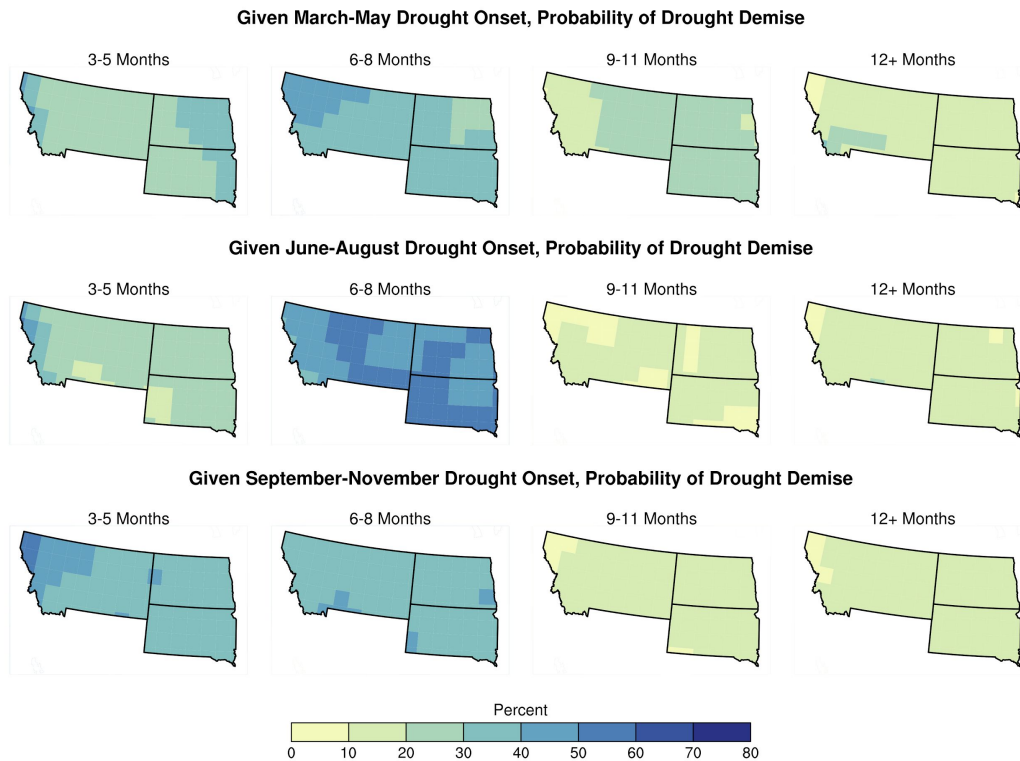 Given March-May Drought Onset, Probability of Drought Demise
3-5 Months
6-8 Months
9-11 Months
12+ Months
Given June-August Drought Onset, Probability of Drought Demise
3-5 Months
6-8 Months
9-11 Months
12+ Months
Given September-November Drought Onset, Probability of Drought Demise
3-5 Months
6-8 Months
9-11 Months
12+ Months
Percent
0 10 20 30 40 50 60 70 80